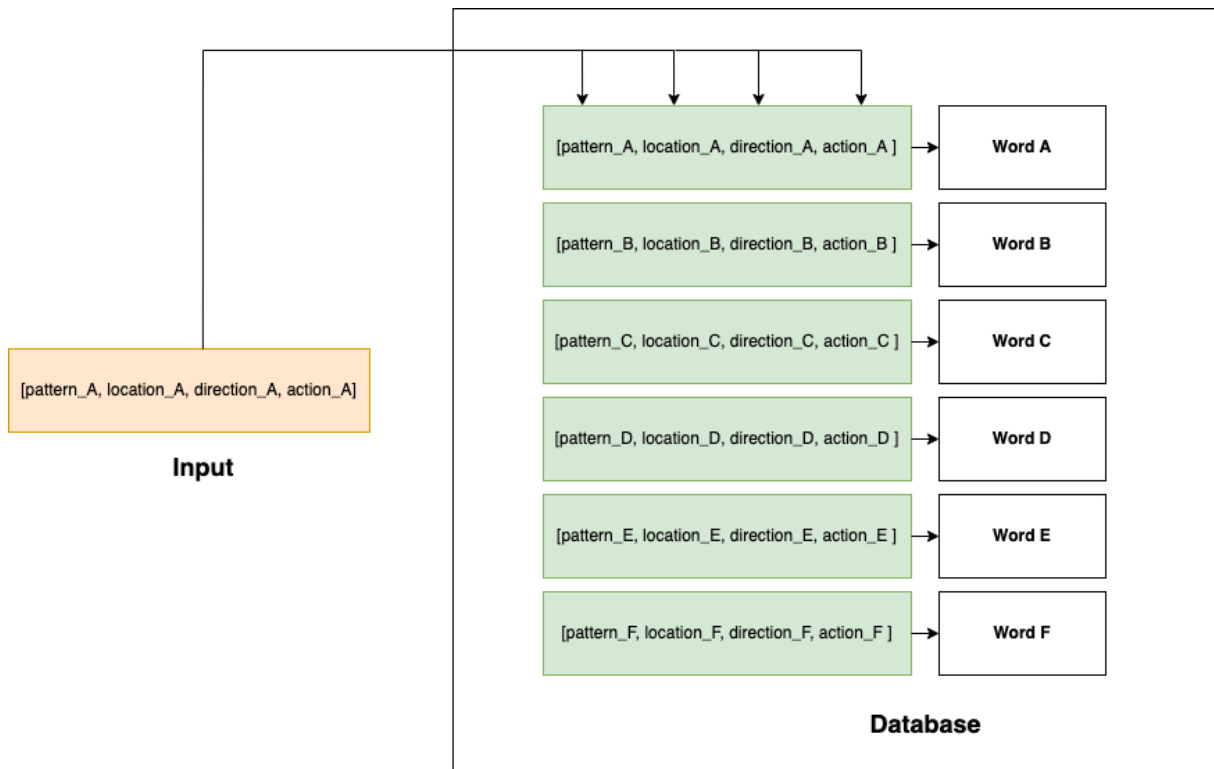 [pattern_A, location_A, direction_A, action_A ]
Word A
[pattern_B, location_B, direction_B, action_B ]
Word B
[pattern_C, location_C, direction_C, action_C ]
Word C
[pattern_A, location_A, direction_A, action_A]
Input
[pattern_D, location_D, direction_D, action_D ]
Word D
[pattern_E, location_E, direction_E, action_E ]
Word E
[pattern_F, location_F, direction_F, action_F ]
Word F
Database